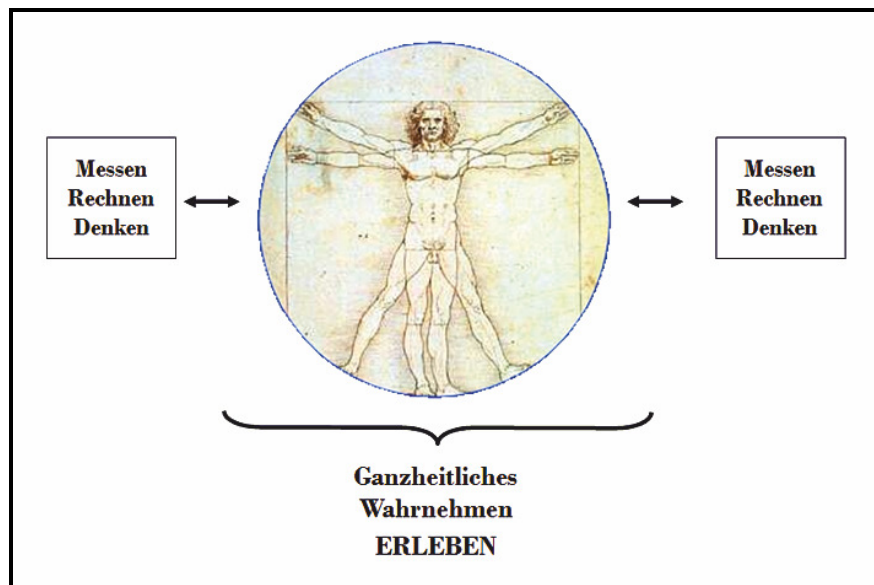 Messen
Rechnen
Denken
Messen
Rechnen
Denken
Ganzheitliches
Wahrnehmen
ERLEBEN